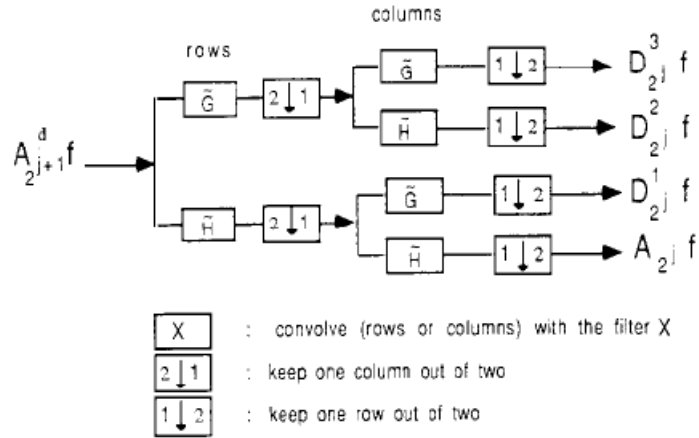 columns
rows
G̃ 1↓2 D³₂ⱼ f
G̃ 2↓1
H̃ 1↓2 D²₂ⱼ f
Aᵈ₂ⱼ₊₁f
G̃ 1↓2 D¹₂ⱼ f
H̃ 2↓1
H̃ 1↓2 A₂ⱼ f
X : convolve (rows or columns) with the filter X
2↓1 : keep one column out of two
1↓2 : keep one row out of two